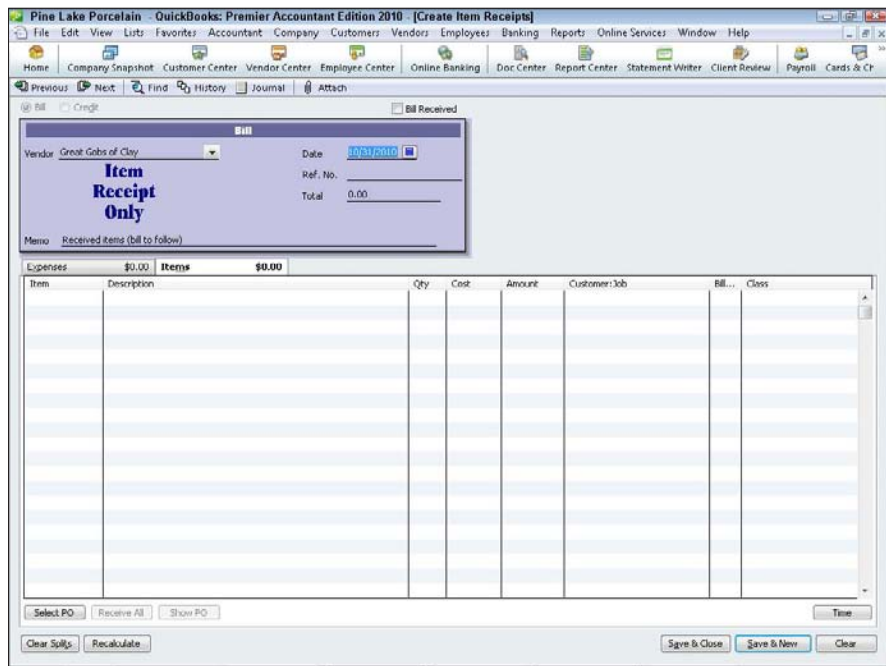 Pine Lake Porcelain - QuickBooks: Premier Accountant Edition 2010 - [Create Item Receipts]
File Edit View Lists Favorites Accountant Company Customers Vendors Employees Banking Reports Online Services Window Help
Home Company Snapshot Customer Center Vendor Center Employee Center Online Banking Doc Center Report Center Statement Writer Client Review Payroll Cards & Ch
Previous Next Find History Journal Attach
Bill Credit Bill Received
Bill
Vendor Great Gobs of Clay Date 10/31/2010
Item Ref. No.
Receipt Total 0.00
Only
Memo Received items (bill to follow)
Expenses $0.00 Items $0.00
Item Description Qty Cost Amount Customer:Job Bill... Class
Select PO Receive All Show PO Time
Clear Splits Recalculate Save & Close Save & New Clear